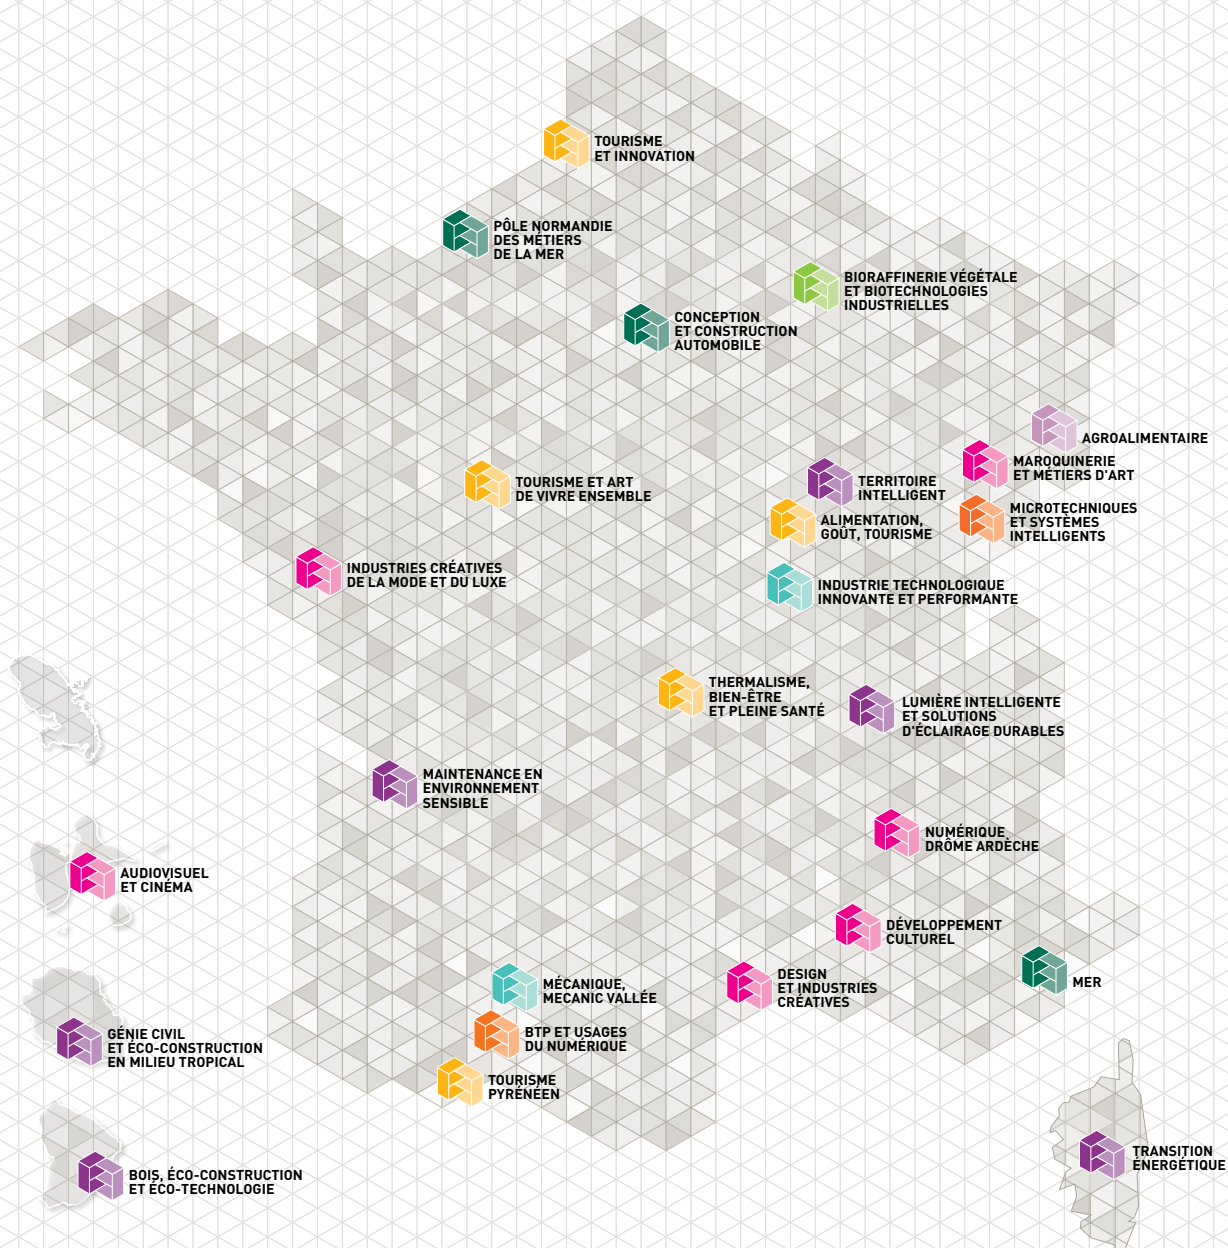 TOURISME
ET INNOVATION
PÔLE NORMANDIE
DES MÉTIERS
DE LA MER
BIORAFFINERIE VÉGÉTALE
ET BIOTECHNOLOGIES
INDUSTRIELLES
CONCEPTION
ET CONSTRUCTION
AUTOMOBILE
AGROALIMENTAIRE
MAROQUINERIE
ET MÉTIERS D'ART
TOURISME ET ART
DE VIVRE ENSEMBLE
TERRITOIRE
INTELLIGENT
MICROTECHNIQUES
ET SYSTÈMES
INTELLIGENTS
ALIMENTATION,
GOÛT, TOURISME
INDUSTRIES CRÉATIVES
DE LA MODE ET DU LUXE
INDUSTRIE TECHNOLOGIQUE
INNOVANTE ET PERFORMANTE
THERMALISME,
BIEN-ÊTRE
ET PLEINE SANTÉ
LUMIÈRE INTELLIGENTE
ET SOLUTIONS
D'ÉCLAIRAGE DURABLES
MAINTENANCE EN
ENVIRONNEMENT
SENSIBLE
NUMÉRIQUE
DRÔME ARDÈCHE
AUDIOVISUEL
ET CINÉMA
DÉVELOPPEMENT
CULTUREL
DESIGN
ET INDUSTRIES
CRÉATIVES
MER
MÉCANIQUE,
MECANIC VALLÉE
BTP ET USAGES
DU NUMÉRIQUE
GÉNIE CIVIL
ET ÉCO-CONSTRUCTION
EN MILIEU TROPICAL
TOURISME
PYRÉNÉEN
TRANSITION
ÉNERGÉTIQUE
BOIS, ÉCO-CONSTRUCTION
ET ÉCO-TECHNOLOGIE